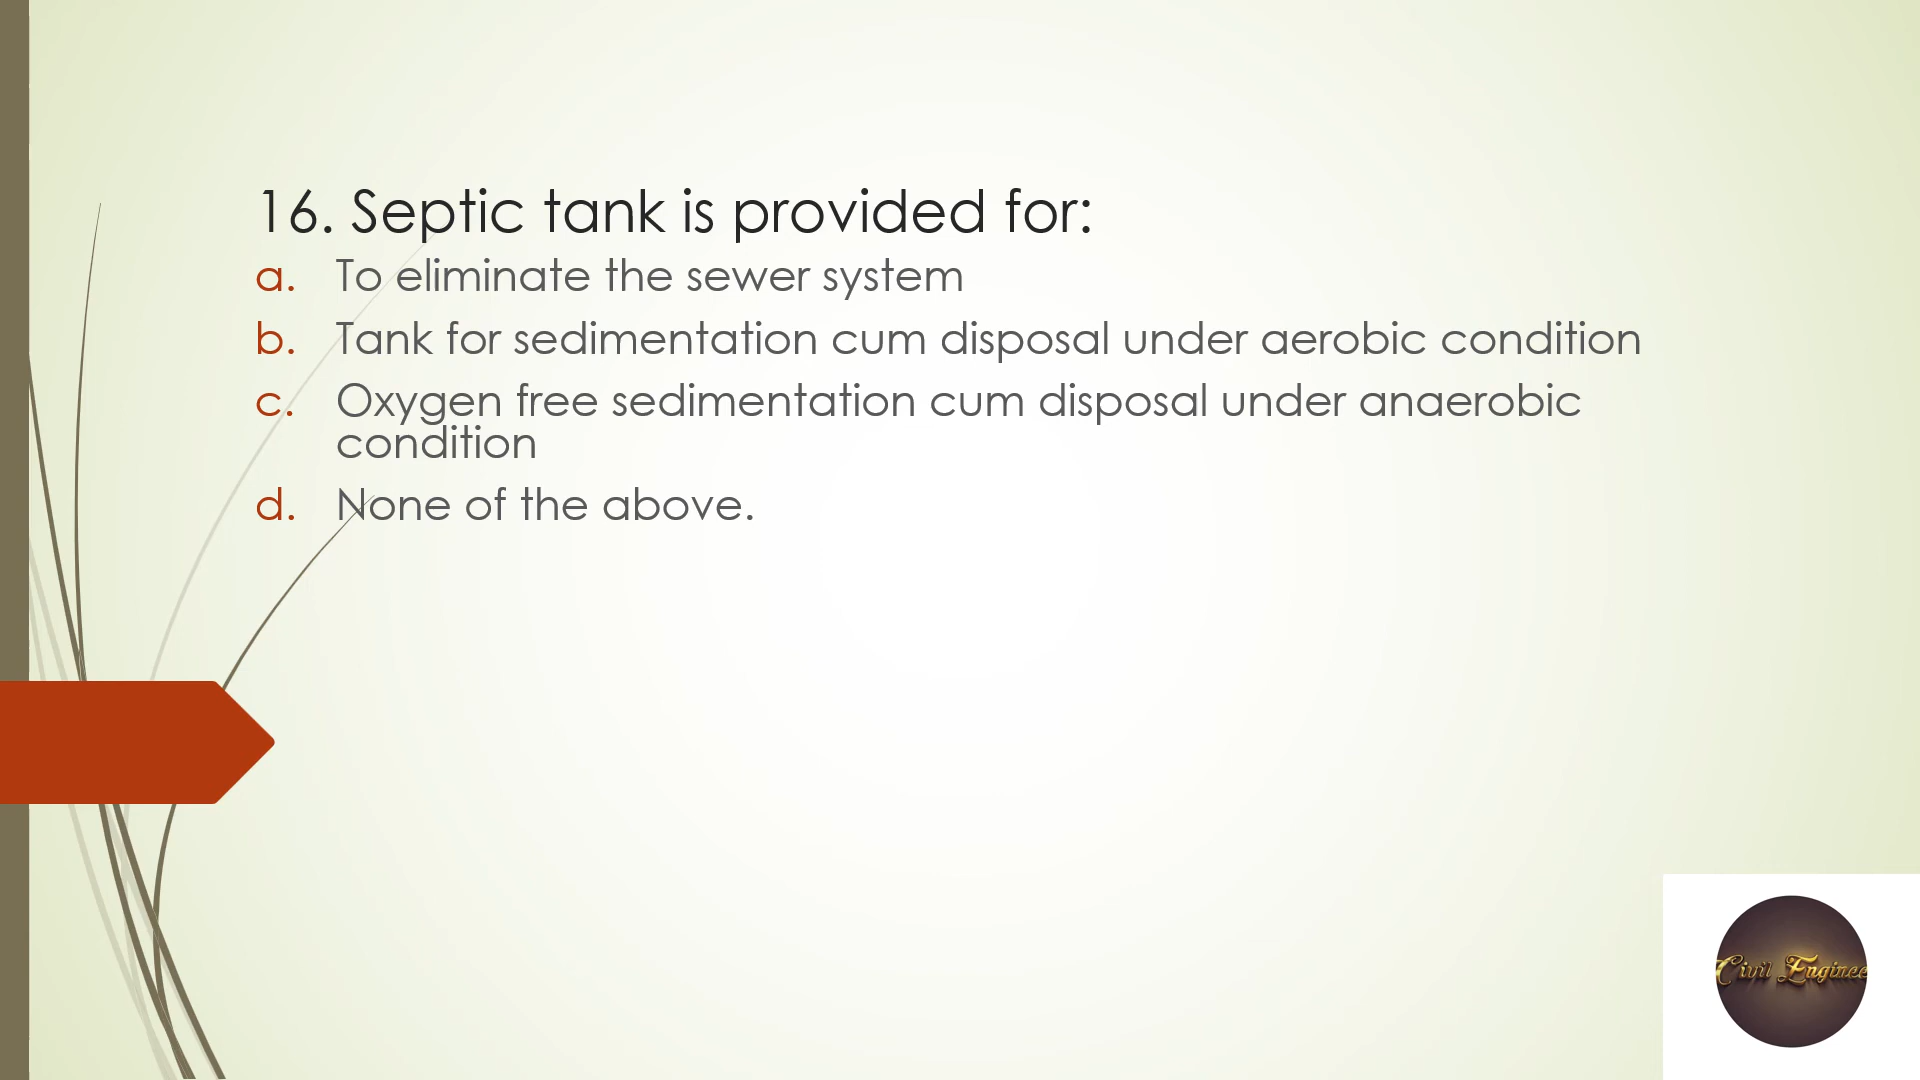 16. Septic tank is provided for:
a. To eliminate the sewer system
b. Tank for sedimentation cum disposal under aerobic condition
c. Oxygen free sedimentation cum disposal under anaerobic
condition
d. None of the above.
Civil Enginee